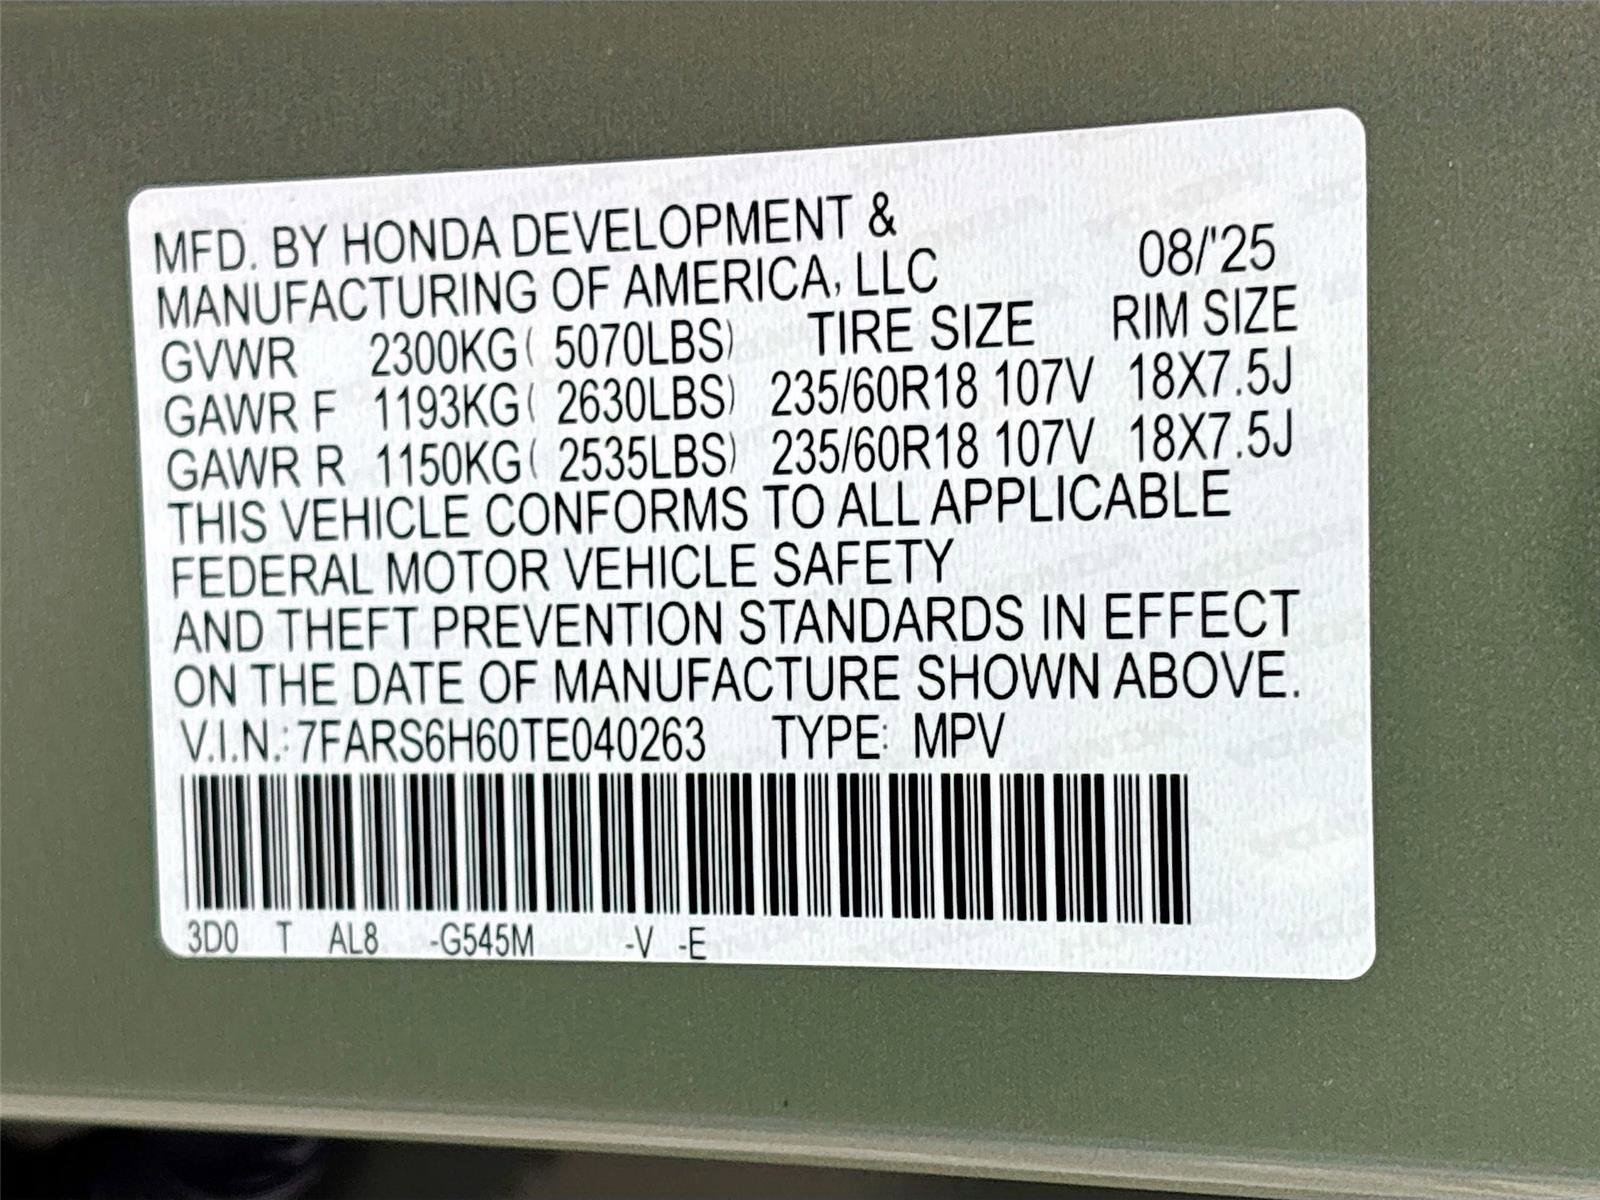 MFD. BY HONDA DEVELOPMENT &
MANUFACTURING OF AMERICA, LLC 08/'25
GVWR 2300KG( 5070LBS) TIRE SIZE RIM SIZE
GAWR F 1193KG( 2630LBS) 235/60R18 107V 18X7.5J
GAWR R 1150KG( 2535LBS) 235/60R18 107V 18X7.5J
THIS VEHICLE CONFORMS TO ALL APPLICABLE
FEDERAL MOTOR VEHICLE SAFETY
AND THEFT PREVENTION STANDARDS IN EFFECT
ON THE DATE OF MANUFACTURE SHOWN ABOVE.
V.I.N.: 7FARS6H60TE040263 TYPE: MPV
3D0 T AL8 -G545M -V -E